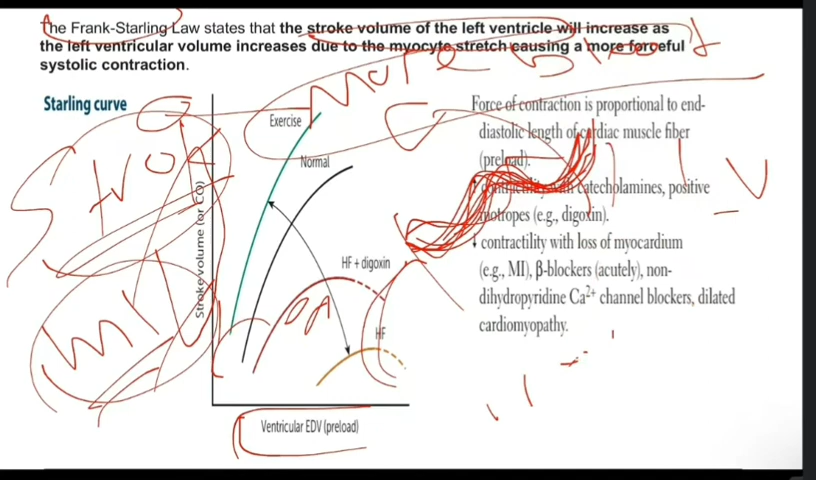 The Frank-Starling Law states that the stroke volume of the left ventricle will increase as
the left ventricular volume increases due to the myocyte stretch causing a more forceful
systolic contraction.
more blood
Starling curve
Exercise
Normal
HF + digoxin
HF
Stroke volume (or CO)
Ventricular EDV (preload)
MI
Force of contraction is proportional to end-
diastolic length of cardiac muscle fiber
(preload).
catecholamines, positive
inotropes (e.g., digoxin).
↓ contractility with loss of myocardium
(e.g., MI), β-blockers (acutely), non-
dihydropyridine Ca2+ channel blockers, dilated
cardiomyopathy.